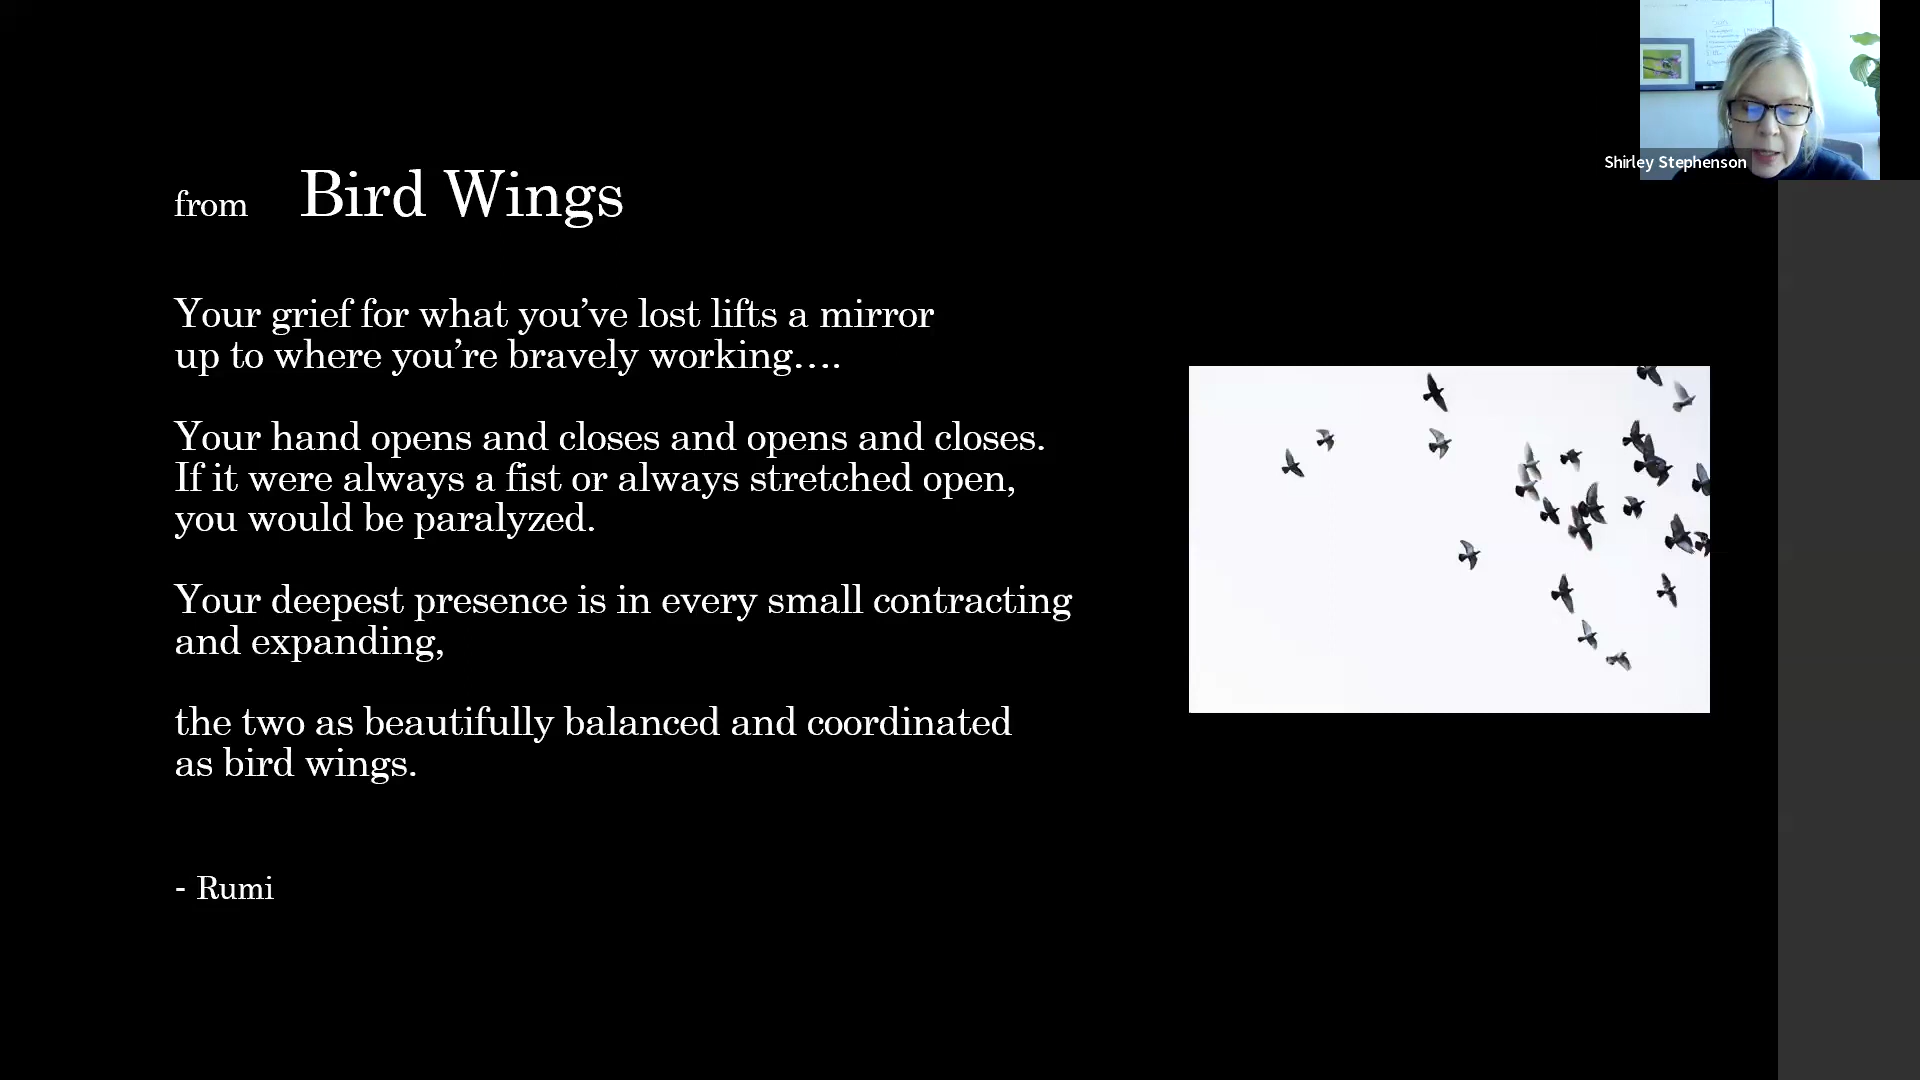 Shirley Stephenson
from Bird Wings
Your grief for what you’ve lost lifts a mirror
up to where you’re bravely working….
Your hand opens and closes and opens and closes.
If it were always a fist or always stretched open,
you would be paralyzed.
Your deepest presence is in every small contracting
and expanding,
the two as beautifully balanced and coordinated
as bird wings.
- Rumi